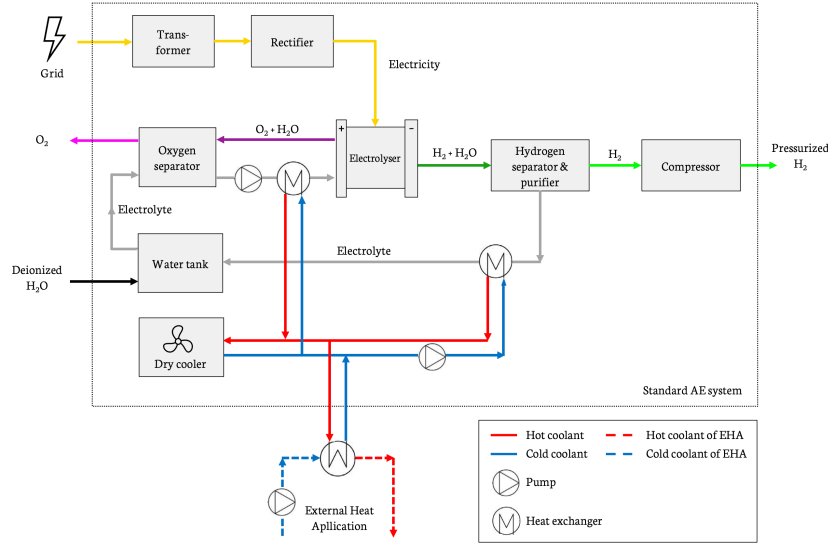 Grid
Trans-
former
Rectifier
Electricity
O₂
Oxygen
separator
O₂ + H₂O
+
−
Electrolyser
H₂ + H₂O
Hydrogen
separator &
purifier
H₂
Compressor
Pressurized
H₂
Electrolyte
Deionized
H₂O
Water tank
Electrolyte
Dry cooler
Standard AE system
External Heat
Apllication
Hot coolant
Hot coolant of EHA
Cold coolant
Cold coolant of EHA
Pump
Heat exchanger